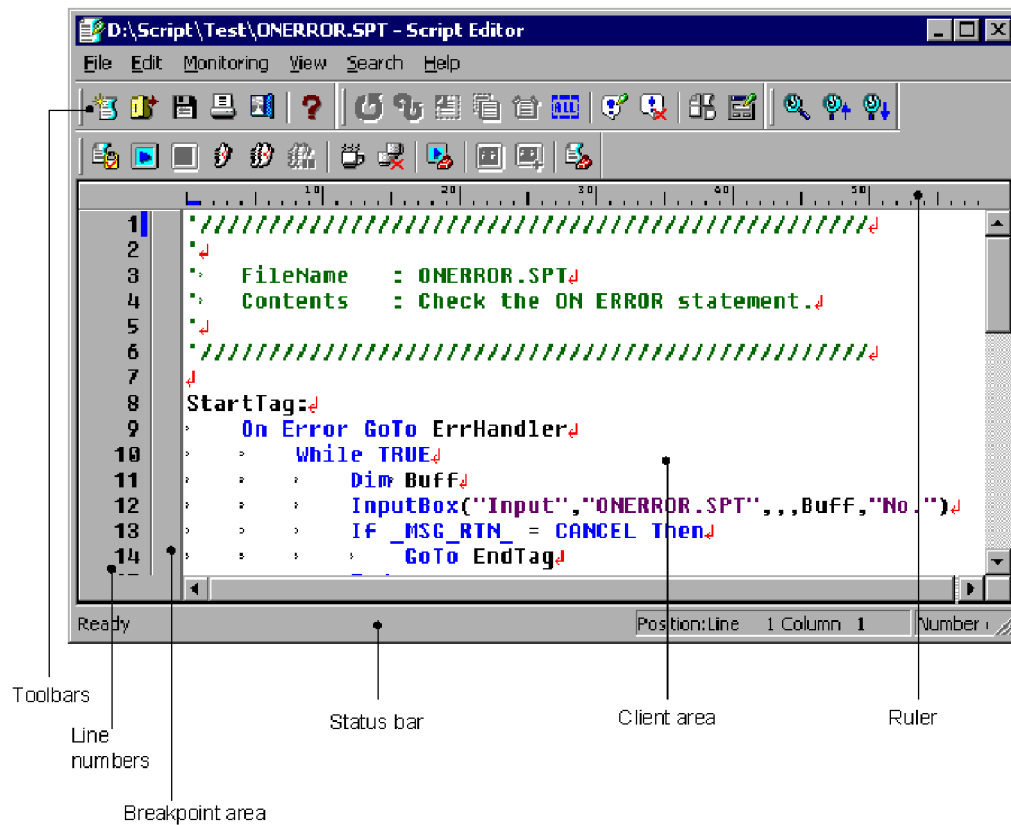 D:\Script\Test\ONERROR.SPT - Script Editor
File Edit Monitoring View Search Help
ALL
10 20 30 40 50
1 '//////////////////////////////////////////////////
2 '
3 ' FileName : ONERROR.SPT
4 ' Contents : Check the ON ERROR statement.
5 '
6 '//////////////////////////////////////////////////
7
8 StartTag:
9 On Error GoTo ErrHandler
10 While TRUE
11 Dim Buff
12 InputBox("Input","ONERROR.SPT",,,Buff,"No.")
13 If _MSG_RTN_ = CANCEL Then
14 GoTo EndTag
Ready Position:Line 1 Column 1 Number
Toolbars
Line numbers
Status bar
Client area
Ruler
Breakpoint area